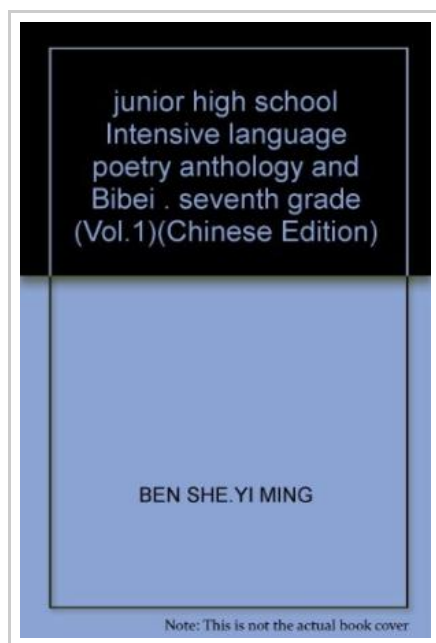 junior high school
Intensive language
poetry anthology and
Bibei . seventh grade
(Vol.1)(Chinese Edition)
BEN SHE.YI MING
Note: This is not the actual book cover